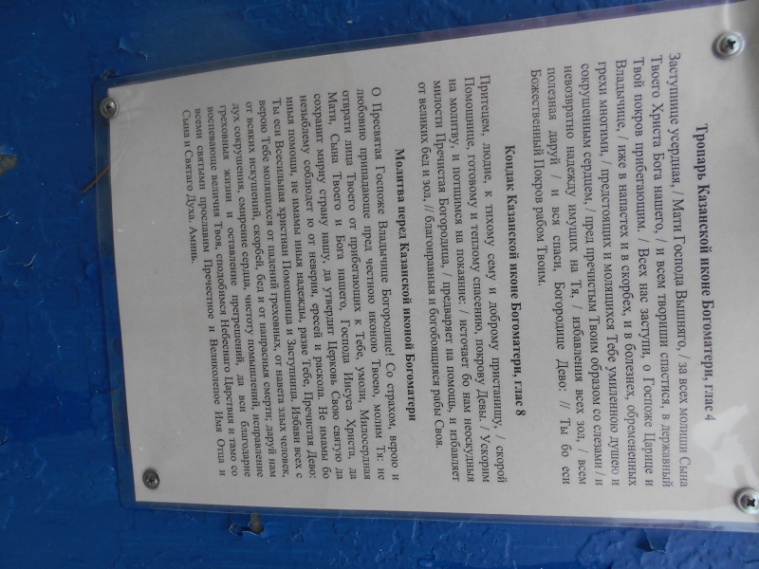 Тропарь Казанской иконе Богоматери, глас 4
Заступнице усердная, / Мати Господа Вышняго, / за всех молиши Сына
Твоего Христа Бога нашего, / и всем твориши спастися, в державный
Твой покров прибегающим. / Всех нас заступи, о Госпоже Царице и
Владычице, / иже в напастех и в скорбех, и в болезнех, обремененных
грехи многими, / предстоящих и молящихся Тебе умиленною душею и
сокрушенным сердцем, / пред пречистым Твоим образом со слезами / и
невозвратно надежду имущих на Тя, / избавления всех зол, / всем
полезная даруй / и вся спаси, Богородице Дево: // Ты бо еси
Божественный Покров рабом Твоим.
Кондак Казанской иконе Богоматери, глас 8
Притецем, людие, к тихому сему и доброму пристанищу, / скорой
Помощнице, готовому и теплому спасению, покрову Девы. / Ускорим
на молитву, и потщимся на покаяние: / источает бо нам неоскудныя
милости Пречистая Богородица, / предваряет на помощь, и избавляет
от великих бед и зол, // благонравныя и богобоящияся рабы Своя.
Молитва перед Казанской иконой Богоматери
О Пресвятая Госпоже Владычице Богородице! Со страхом, верою и
любовию припадающе пред честною иконою Твоею, молим Тя: не
отврати лица Твоего от прибегающих к Тебе, умоли, Милосердная
Мати, Сына Твоего и Бога нашего, Господа Иисуса Христа, да
сохранит мирну страну нашу, да утвердит Церковь Свою святую да
незыблему соблюдет ю от неверия, ересей и раскола. Не имамы бо
иныя помощи, не имамы иныя надежды, разве Тебе, Пречистая Дево:
Ты еси Всесильная христиан Помощница и Заступница. Избави всех с
верою Тебе молящихся от падений греховных, от навета злых человек,
от всяких искушений, скорбей, бед и от напрасныя смерти; даруй нам
дух сокрушения, смирение сердца, чистоту помышлений, исправление
греховныя жизни и оставление прегрешений, да вси благодарне
воспевающе величия Твоя, сподобимся Небеснаго Царствия и тамо со
всеми святыми прославим Пречестное и Великолепое Имя Отца и
Сына и Святаго Духа. Аминь.